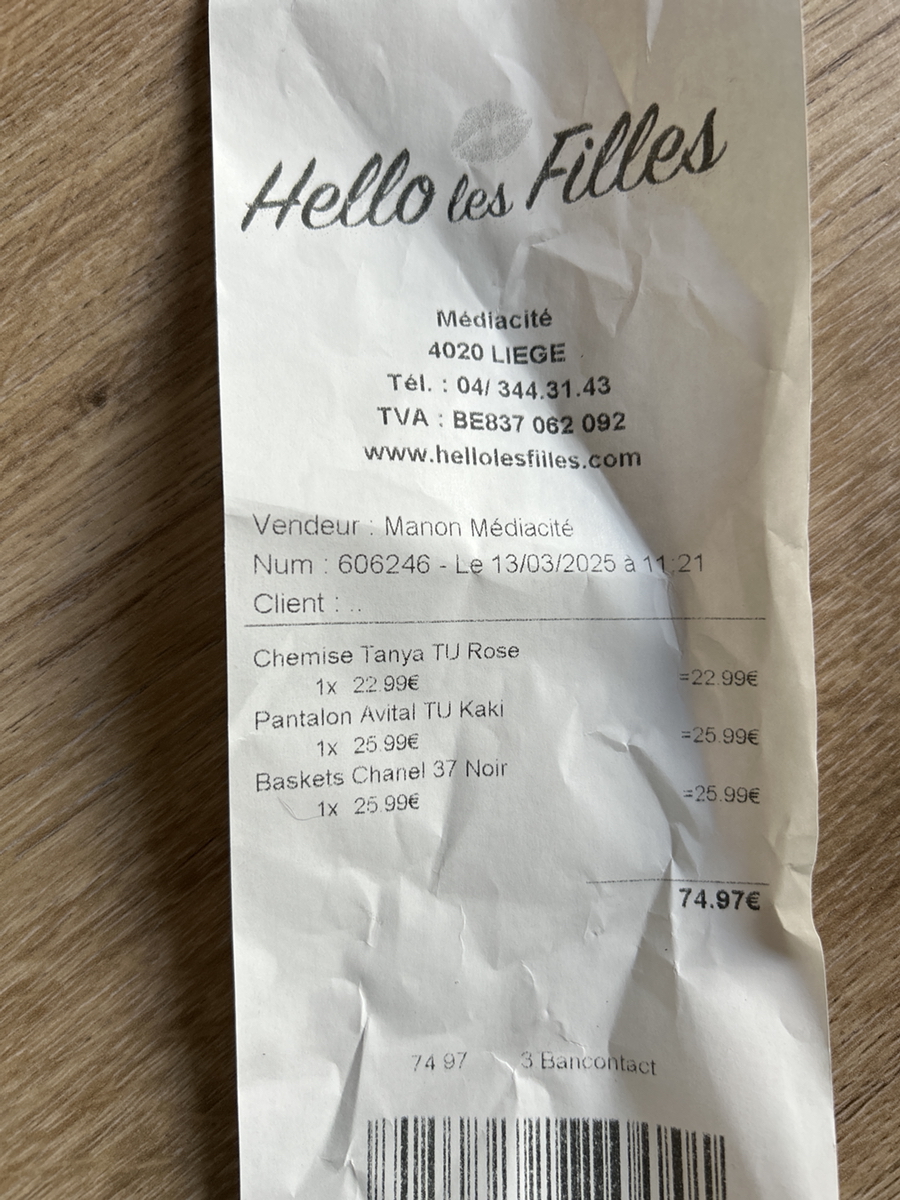 Hello les Filles
Médiacité
4020 LIEGE
Tél. : 04/ 344.31.43
TVA : BE837 062 092
www.hellolesfilles.com
Vendeur : Manon Médiacité
Num : 606246 - Le 13/03/2025 à 11:21
Client : ..
Chemise Tanya TU Rose
1x 22.99€ =22.99€
Pantalon Avital TU Kaki
1x 25.99€ =25.99€
Baskets Chanel 37 Noir
1x 25.99€ =25.99€
74.97€
74.97 3 Bancontact